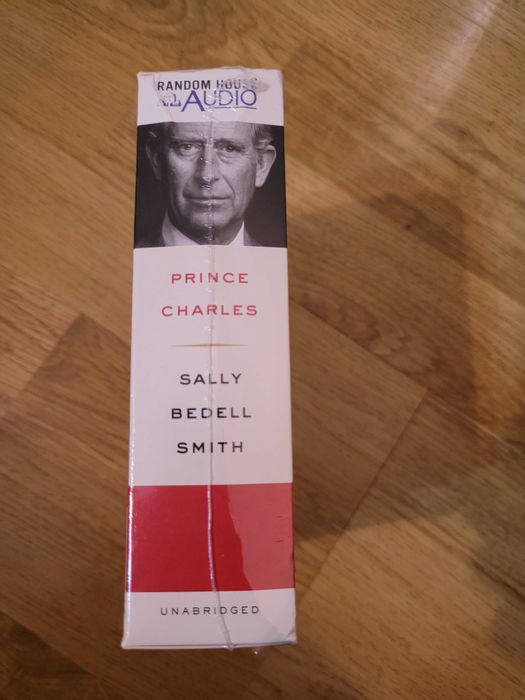 RANDOM HOUSE
AUDIO
PRINCE
CHARLES
SALLY
BEDELL
SMITH
UNABRIDGED